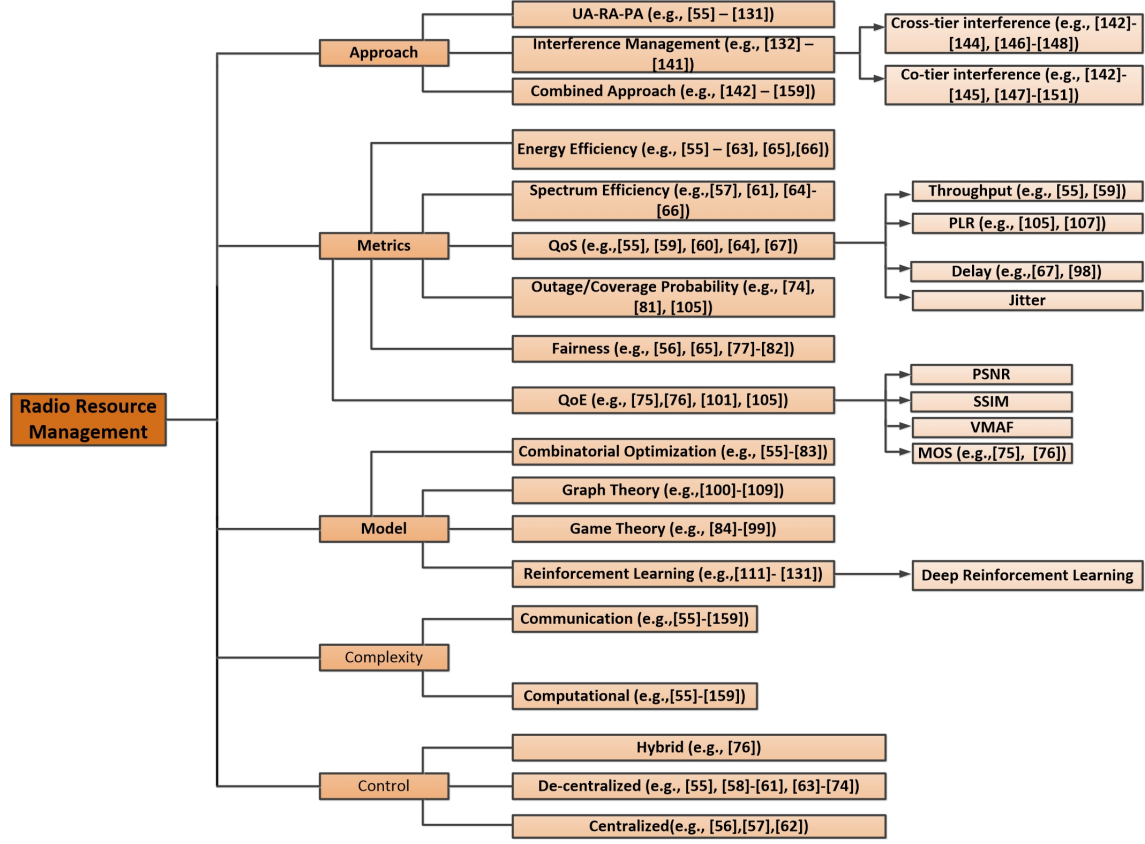 UA-RA-PA (e.g., [55] – [131])
Approach
Interference Management (e.g., [132] –
[141])
Combined Approach (e.g., [142] – [159])
Cross-tier interference (e.g., [142]-
[144], [146]-[148])
Co-tier interference (e.g., [142]-
[145], [147]-[151])
Energy Efficiency (e.g., [55] – [63], [65],[66])
Spectrum Efficiency (e.g.,[57], [61], [64]-
[66])
Metrics
QoS (e.g.,[55], [59], [60], [64], [67])
Outage/Coverage Probability (e.g., [74],
[81], [105])
Fairness (e.g., [56], [65], [77]-[82])
QoE (e.g., [75],[76], [101], [105])
Throughput (e.g., [55], [59])
PLR (e.g., [105], [107])
Delay (e.g.,[67], [98])
Jitter
PSNR
SSIM
VMAF
MOS (e.g.,[75], [76])
Radio Resource
Management
Combinatorial Optimization (e.g., [55]-[83])
Graph Theory (e.g.,[100]-[109])
Model
Game Theory (e.g., [84]-[99])
Reinforcement Learning (e.g.,[111]- [131])
Deep Reinforcement Learning
Communication (e.g.,[55]-[159])
Complexity
Computational (e.g.,[55]-[159])
Hybrid (e.g., [76])
Control
De-centralized (e.g., [55], [58]-[61], [63]-[74])
Centralized(e.g., [56],[57],[62])